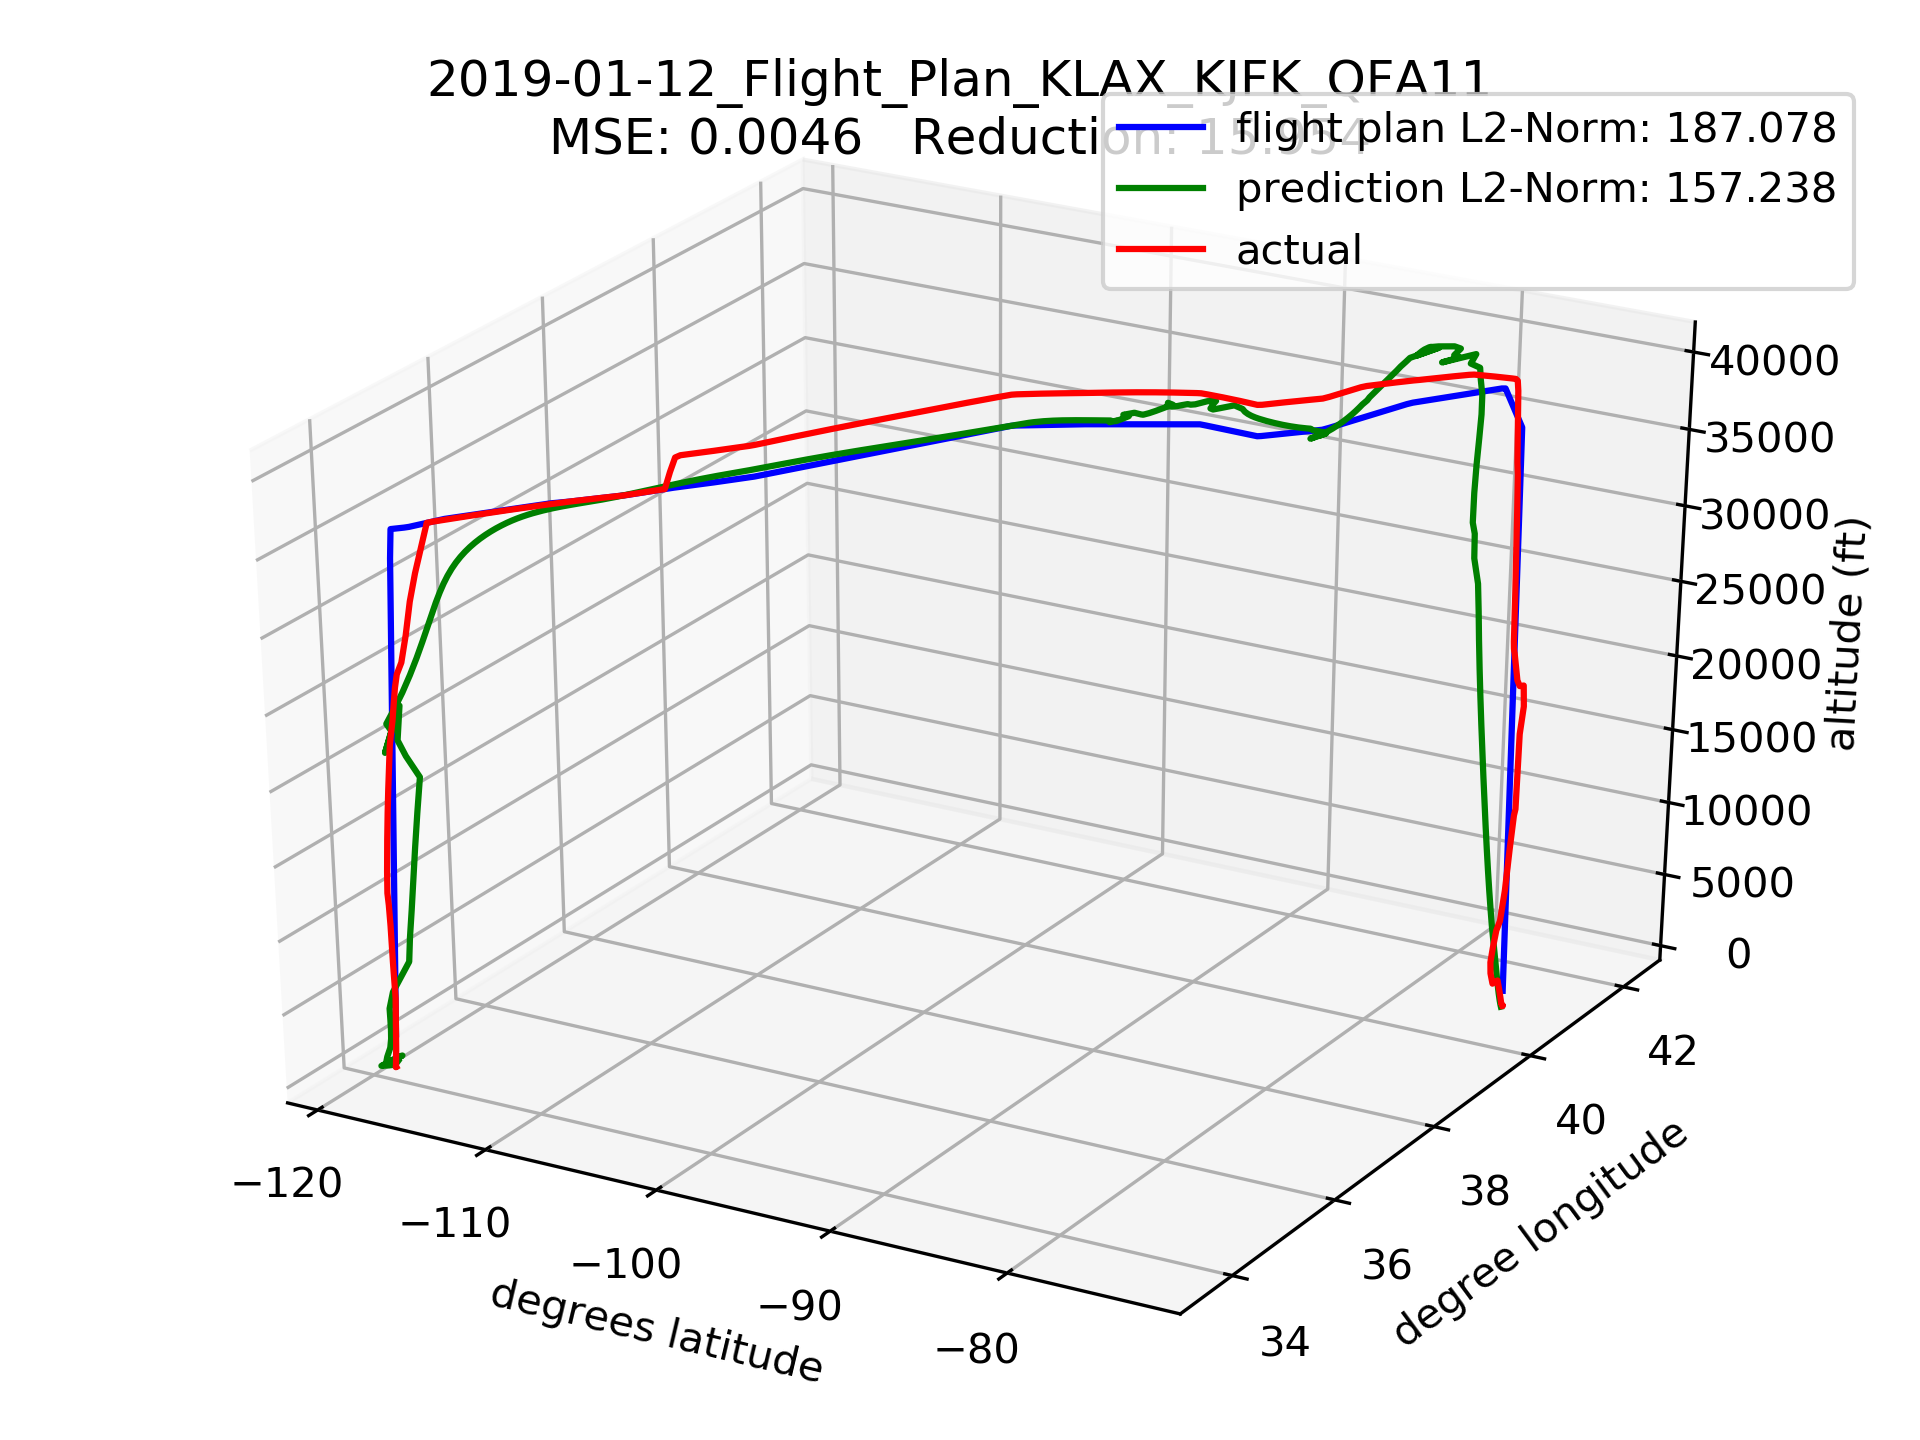 2019-01-12_Flight_Plan_KLAX_KJFK_QFA11
MSE: 0.0046   Reduction: 15.954
flight plan L2-Norm: 187.078
prediction L2-Norm: 157.238
actual
40000
35000
30000
25000
20000
15000
10000
5000
0
altitude (ft)
42
40
38
36
34
degree longitude
−120
−110
−100
−90
−80
degrees latitude